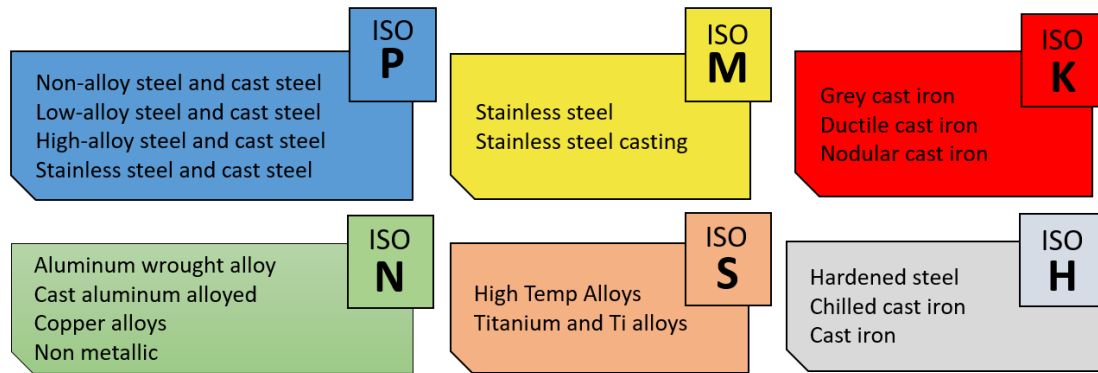 ISO
P
Non-alloy steel and cast steel
Low-alloy steel and cast steel
High-alloy steel and cast steel
Stainless steel and cast steel
ISO
M
Stainless steel
Stainless steel casting
ISO
K
Grey cast iron
Ductile cast iron
Nodular cast iron
ISO
N
Aluminum wrought alloy
Cast aluminum alloyed
Copper alloys
Non metallic
ISO
S
High Temp Alloys
Titanium and Ti alloys
ISO
H
Hardened steel
Chilled cast iron
Cast iron